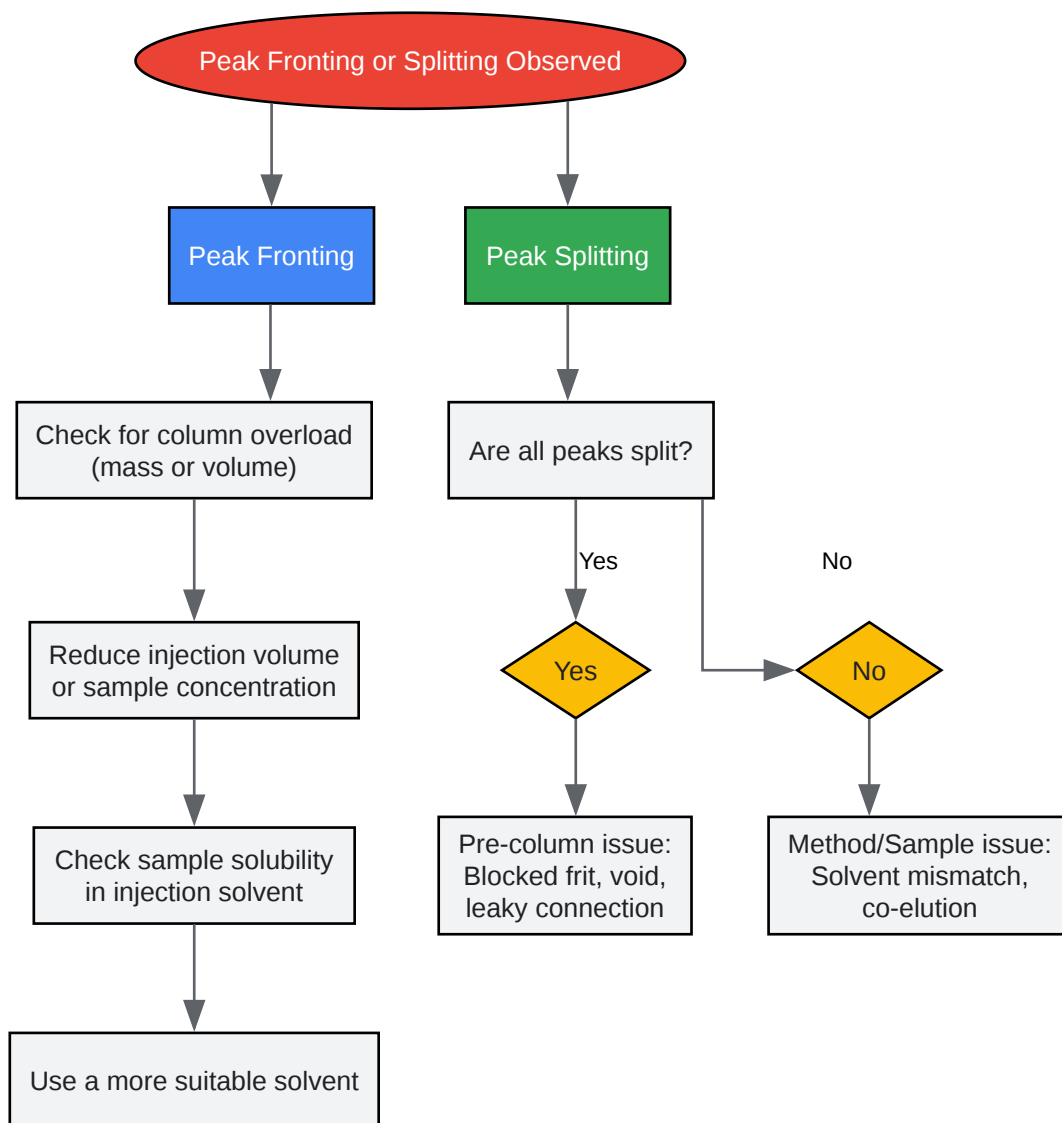 Peak Fronting or Splitting Observed
Peak Fronting
Peak Splitting
Check for column overload
(mass or volume)
Are all peaks split?
Yes
No
Reduce injection volume
or sample concentration
Yes
No
Check sample solubility
in injection solvent
Pre-column issue:
Blocked frit, void,
leaky connection
Method/Sample issue:
Solvent mismatch,
co-elution
Use a more suitable solvent